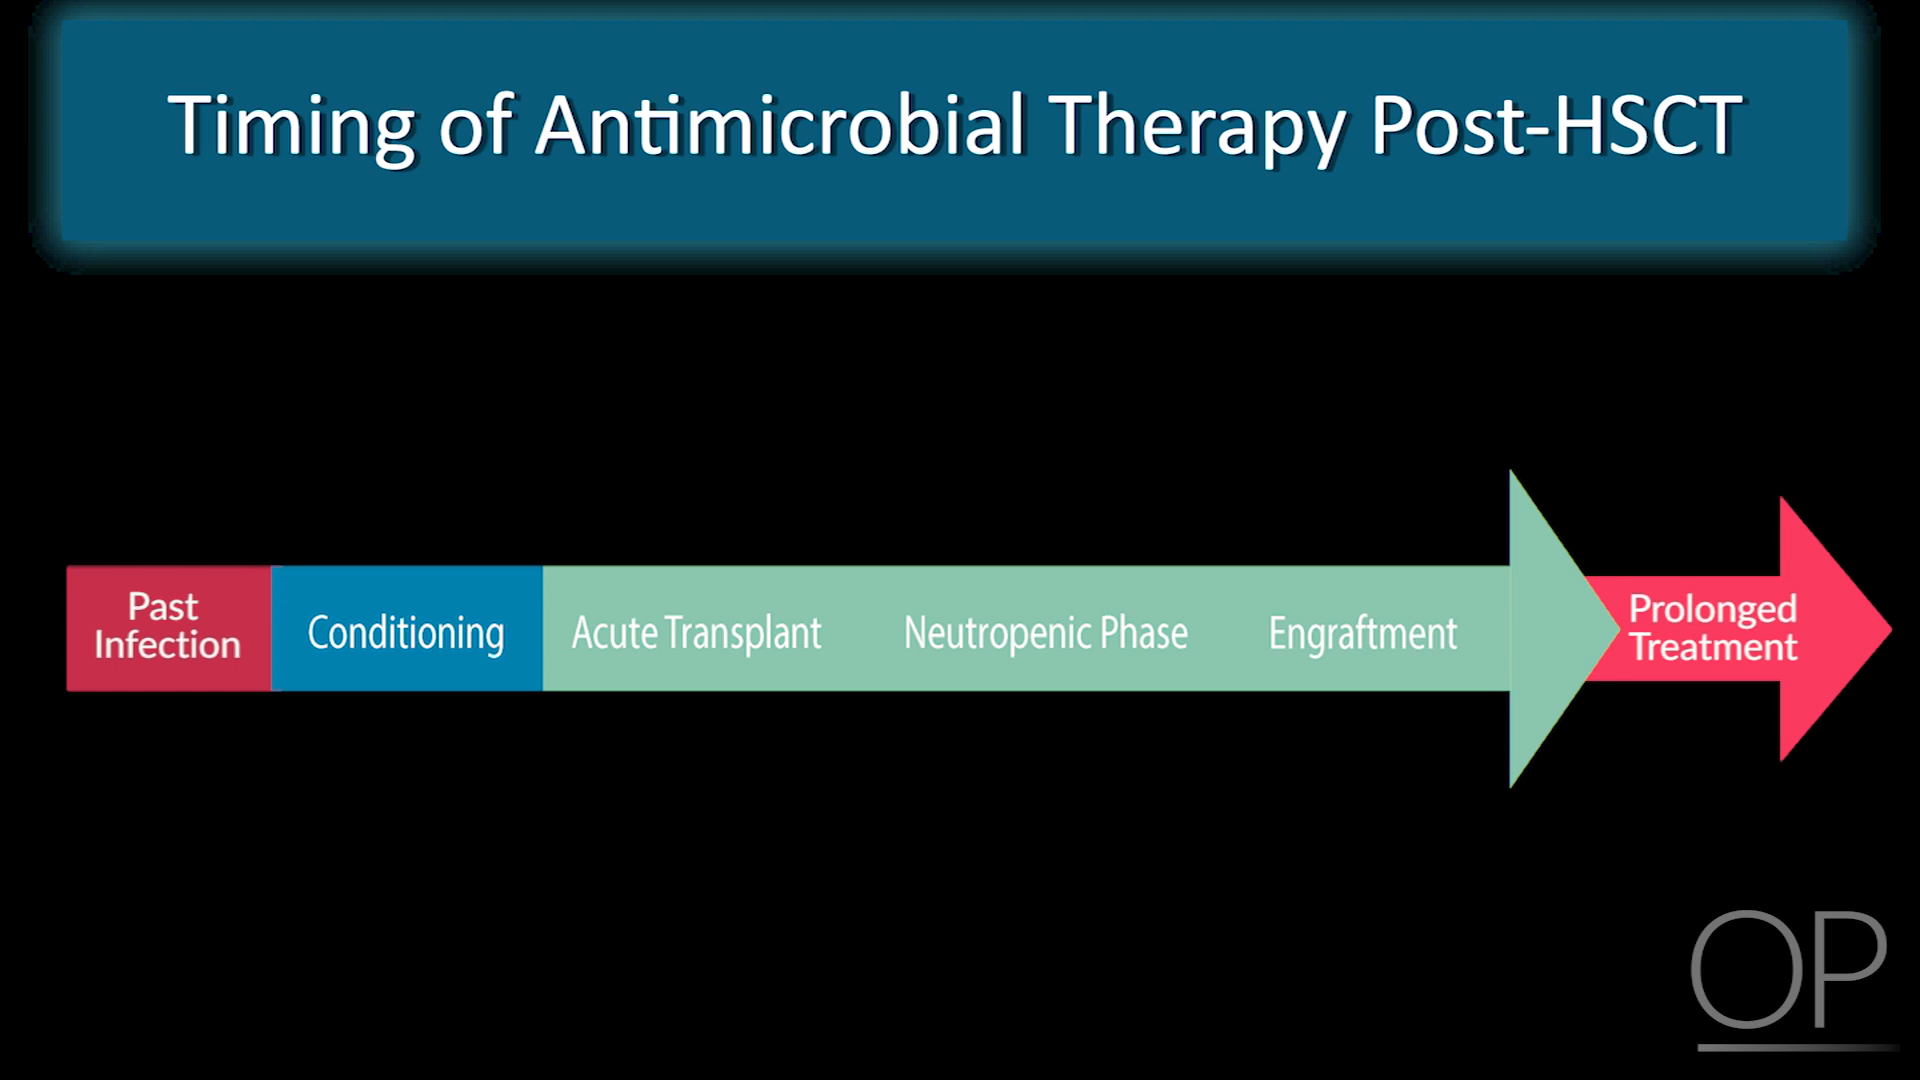 Timing of Antimicrobial Therapy Post-HSCT
Past
Infection
Conditioning
Acute Transplant
Neutropenic Phase
Engraftment
Prolonged
Treatment
OP